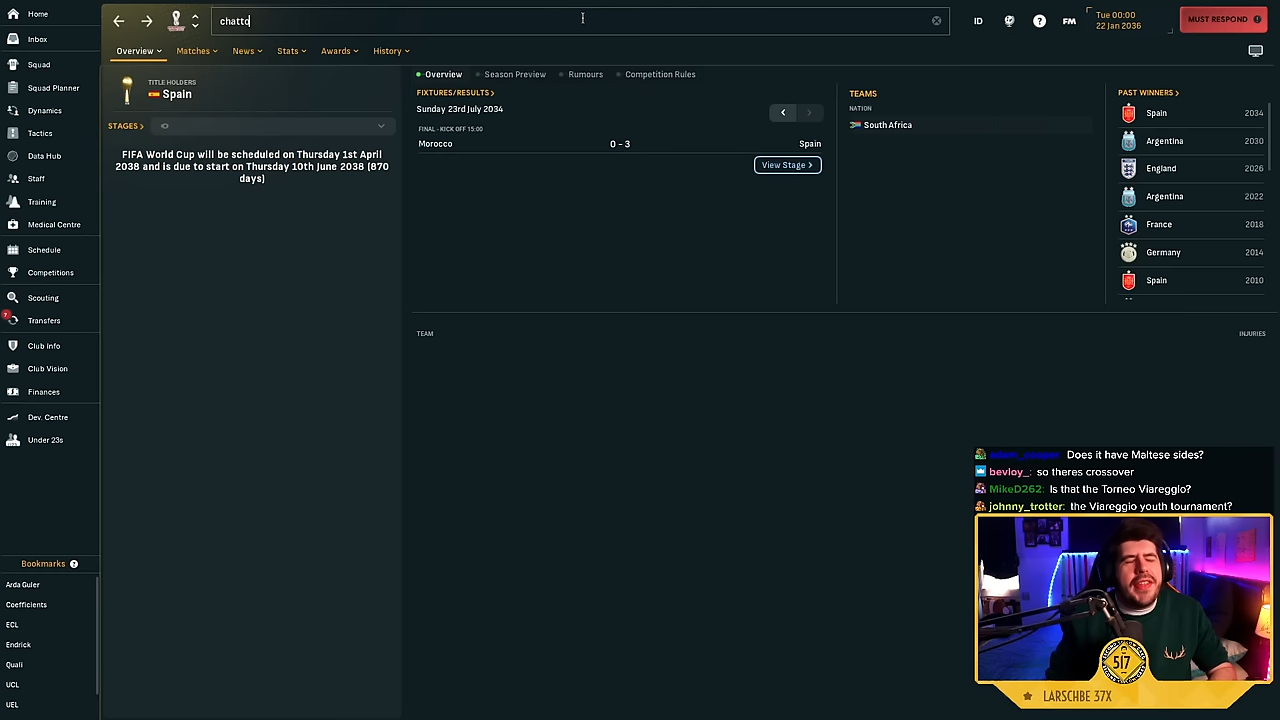 Home
Inbox
Squad
Squad Planner
Dynamics
Tactics
Data Hub
Staff
Training
Medical Centre
Schedule
Competitions
Scouting
7
Transfers
Club Info
Club Vision
Finances
Dev. Centre
Under 23s
Bookmarks ?
Arda Guler
Coefficients
ECL
Endrick
Quali
UCL
UEL
chatto
ID
?
FM
Tue 00:00
22 Jan 2036
MUST RESPOND !
Overview
Matches
News
Stats
Awards
History
TITLE HOLDERS
Spain
STAGES >
FIFA World Cup will be scheduled on Thursday 1st April
2038 and is due to start on Thursday 10th June 2038 (870
days)
Overview
Season Preview
Rumours
Competition Rules
FIXTURES/RESULTS >
Sunday 23rd July 2034
FINAL - KICK OFF 15:00
Morocco 0 - 3 Spain
View Stage >
TEAMS
NATION
South Africa
PAST WINNERS >
Spain 2034
Argentina 2030
England 2026
Argentina 2022
France 2018
Germany 2014
Spain 2010
TEAM
INJURIES
Does it have Maltese sides?
bevloy_: so theres crossover
MikeD262: Is that the Torneo Viareggio?
johnny_trotter: the Viareggio youth tournament?
517
LARSCHBE 37X